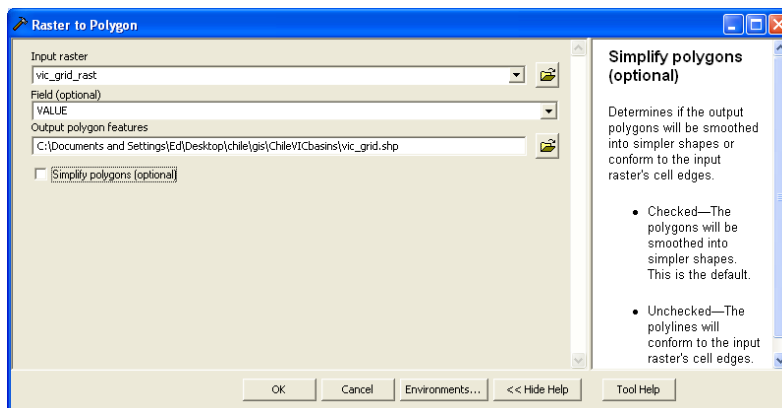 Raster to Polygon
Input raster
vic_grid_rast
Field (optional)
VALUE
Output polygon features
C:\Documents and Settings\Ed\Desktop\chile\gis\ChileVICbasins\vic_grid.shp
Simplify polygons (optional)
Simplify polygons
(optional)
Determines if the output
polygons will be smoothed
into simpler shapes or
conform to the input
raster's cell edges.
• Checked—The
polygons will be
smoothed into
simpler shapes.
This is the default.
• Unchecked—The
polylines will
conform to the input
raster's cell edges.
OK
Cancel
Environments...
<< Hide Help
Tool Help